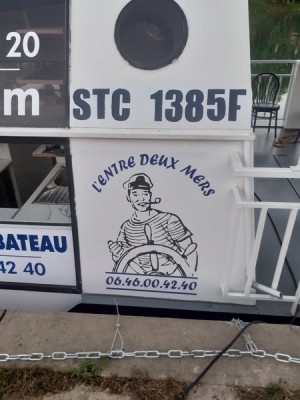 20
m
STC 1385F
L'ENTRE DEUX MERS
BATEAU
42 40
06.46.00.42.40